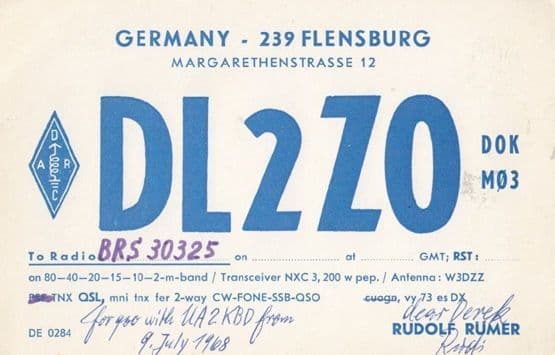 GERMANY - 239 FLENSBURG
MARGARETHENSTRASSE 12
DARC
DL2ZO
DOK
MØ3
To Radio BRS 30325 on ........ at ........ GMT; RST: ........
on 80-40-20-15-10-2-m-band / Transceiver NXC 3, 200 w pep. / Antenna: W3DZZ
TNX QSL, mni tnx fer 2-way CW-FONE-SSB-QSO cuagn, vy 73 es DX
for qso with UA2KBD from dear Derek
DE 0284 9. July 1968 RUDOLF RÜMER
Rudi